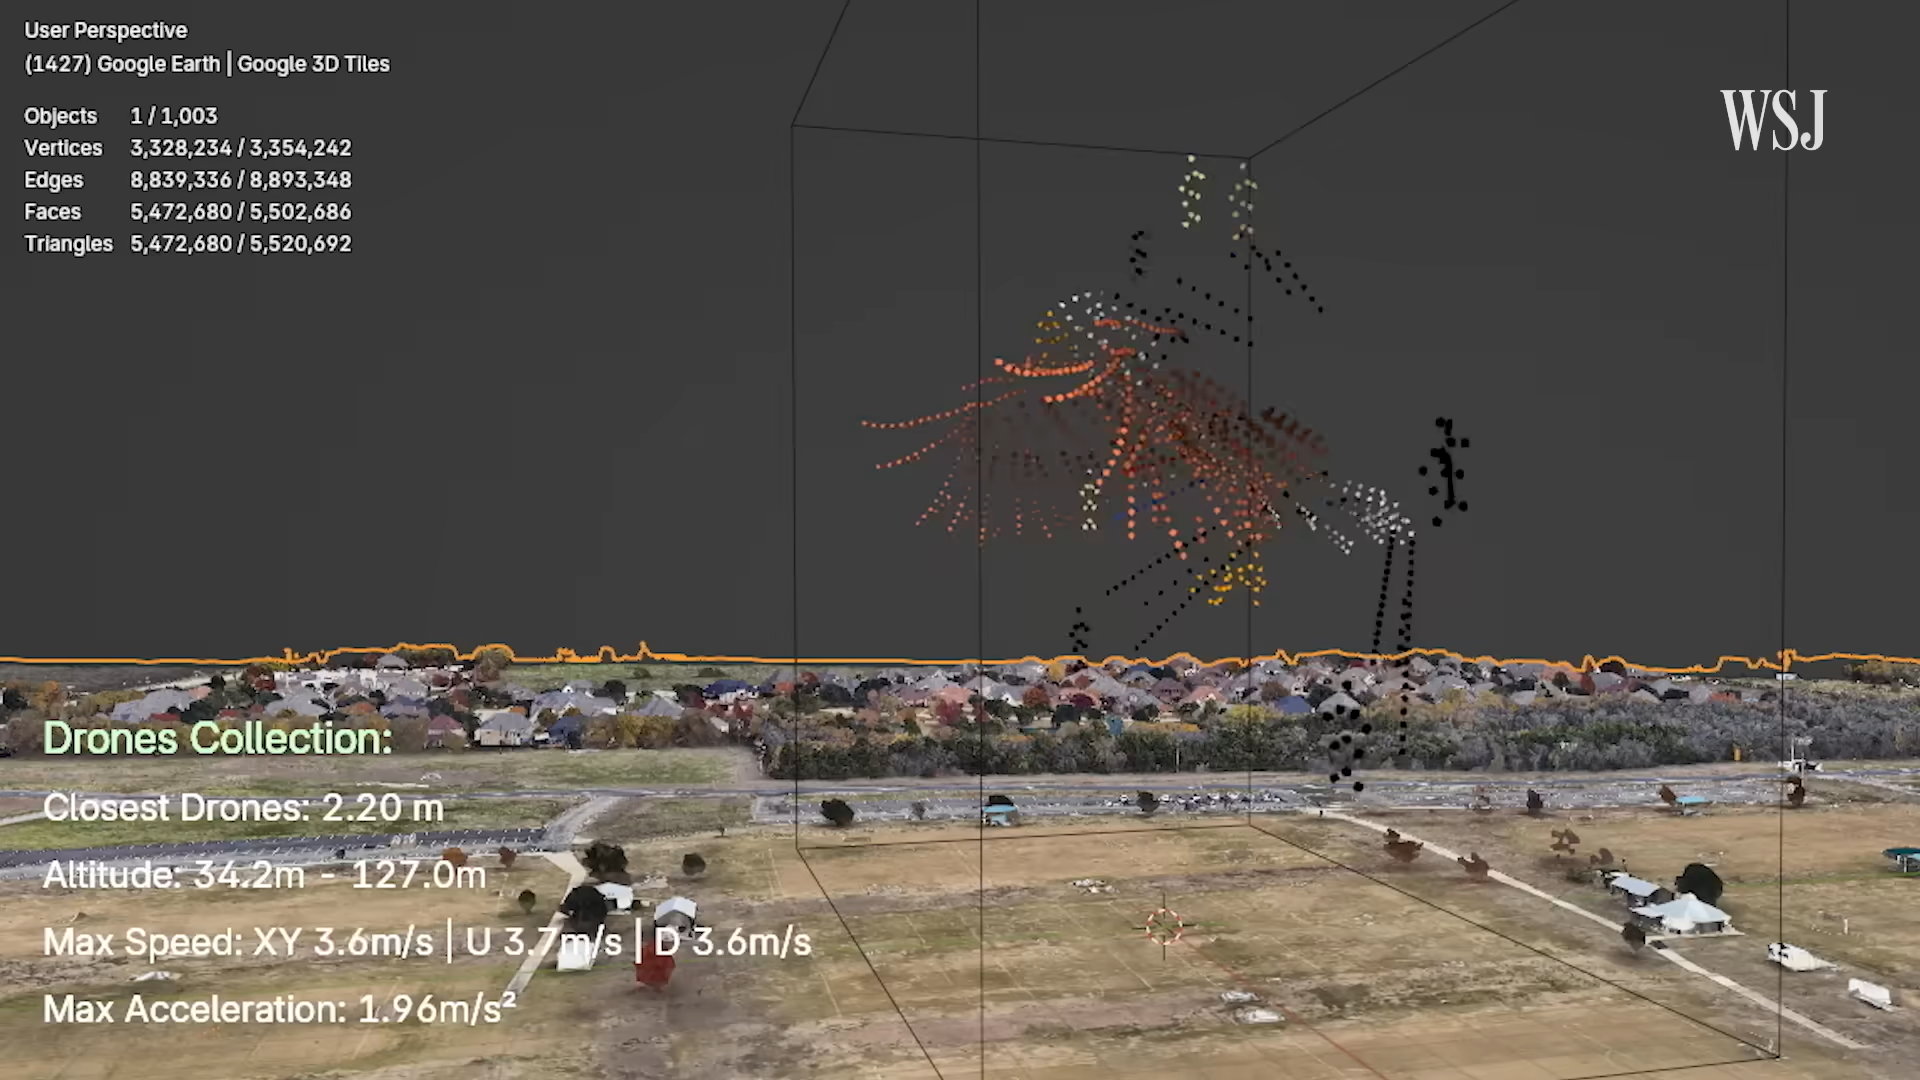 User Perspective
(1427) Google Earth | Google 3D Tiles
Objects 1 / 1,003
Vertices 3,328,234 / 3,354,242
Edges 8,839,336 / 8,893,348
Faces 5,472,680 / 5,502,686
Triangles 5,472,680 / 5,520,692
WSJ
Drones Collection:
Closest Drones: 2.20 m
Altitude: 34.2m - 127.0m
Max Speed: XY 3.6m/s | U 3.7m/s | D 3.6m/s
Max Acceleration: 1.96m/s²